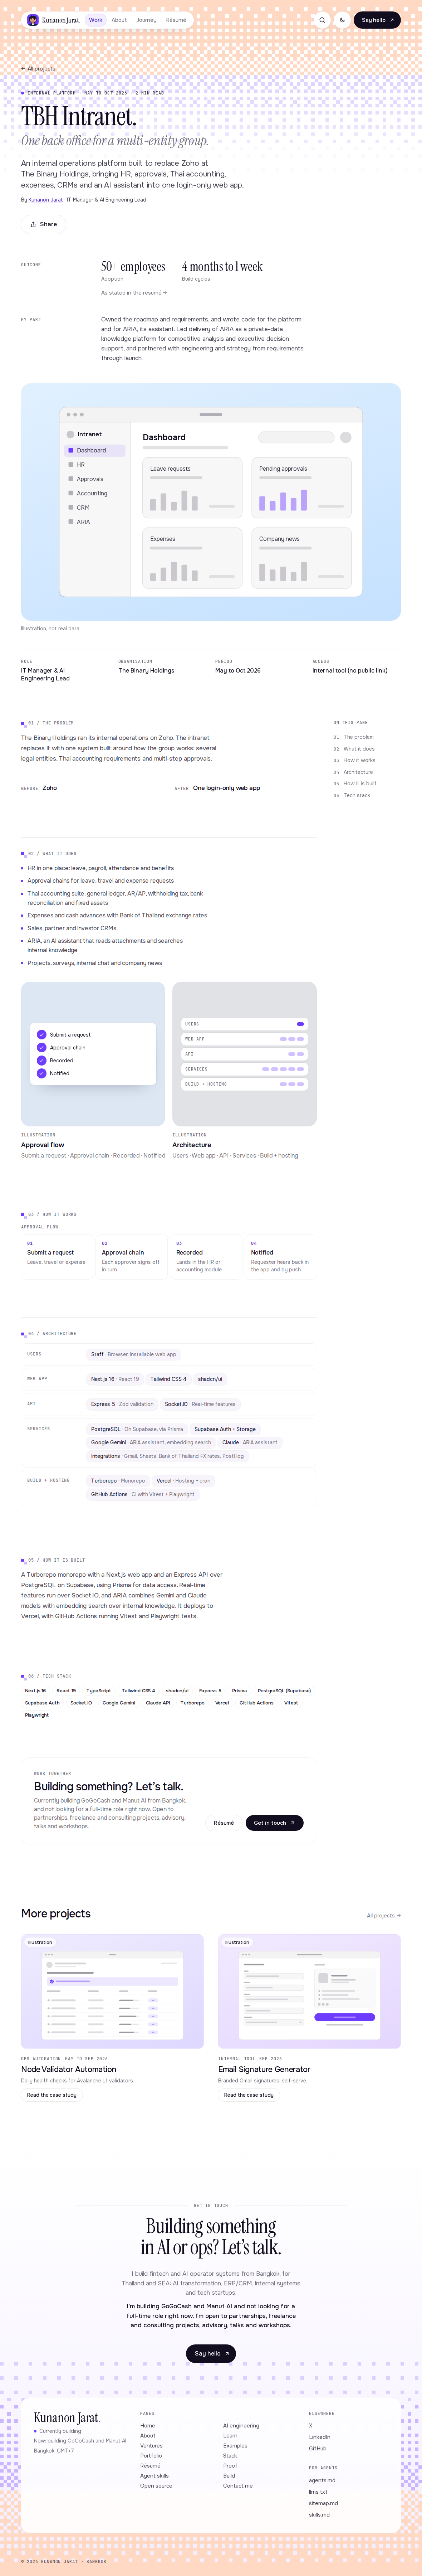 Kunanon Jarat Work About Journey Résumé Say hello ↗
← All projects
INTERNAL PLATFORM · MAY TO OCT 2026 · 2 MIN READ
TBH Intranet.
One back office for a multi-entity group.
An internal operations platform built to replace Zoho at
The Binary Holdings, bringing HR, approvals, Thai accounting,
expenses, CRMs and an AI assistant into one login-only web app.
By Kunanon Jarat · IT Manager & AI Engineering Lead
Share
OUTCOME
50+ employees
Adoption
4 months to 1 week
Build cycles
As stated in the résumé →
MY PART
Owned the roadmap and requirements, and wrote code for the platform
and for ARIA, its assistant. Led delivery of ARIA as a private-data
knowledge platform for competitive analysis and executive decision
support, and partnered with engineering and strategy from requirements
through launch.
Intranet
Dashboard
HR
Approvals
Accounting
CRM
ARIA
Dashboard
Leave requests
Pending approvals
Expenses
Company news
Illustration, not real data.
ROLE
IT Manager & AI
Engineering Lead
ORGANISATION
The Binary Holdings
PERIOD
May to Oct 2026
ACCESS
Internal tool (no public link)
01 / THE PROBLEM
The Binary Holdings ran its internal operations on Zoho. The intranet
replaces it with one system built around how the group works: several
legal entities, Thai accounting requirements and multi-step approvals.
BEFORE Zoho
AFTER One login-only web app
ON THIS PAGE
01 The problem
02 What it does
03 How it works
04 Architecture
05 How it is built
06 Tech stack
02 / WHAT IT DOES
HR in one place: leave, payroll, attendance and benefits
Approval chains for leave, travel and expense requests
Thai accounting suite: general ledger, AR/AP, withholding tax, bank
reconciliation and fixed assets
Expenses and cash advances with Bank of Thailand exchange rates
Sales, partner and investor CRMs
ARIA, an AI assistant that reads attachments and searches
internal knowledge
Projects, surveys, internal chat and company news
Submit a request
Approval chain
Recorded
Notified
USERS
WEB APP
API
SERVICES
BUILD + HOSTING
ILLUSTRATION
Approval flow
Submit a request · Approval chain · Recorded · Notified
ILLUSTRATION
Architecture
Users · Web app · API · Services · Build + hosting
03 / HOW IT WORKS
APPROVAL FLOW
01
Submit a request
Leave, travel or expense
02
Approval chain
Each approver signs off
in turn
03
Recorded
Lands in the HR or
accounting module
04
Notified
Requester hears back in
the app and by push
04 / ARCHITECTURE
USERS
Staff · Browser, installable web app
WEB APP
Next.js 16 · React 19 Tailwind CSS 4 shadcn/ui
API
Express 5 · Zod validation Socket.IO · Real-time features
SERVICES
PostgreSQL · On Supabase, via Prisma Supabase Auth + Storage
Google Gemini · ARIA assistant, embedding search Claude · ARIA assistant
Integrations · Gmail, Sheets, Bank of Thailand FX rates, PostHog
BUILD + HOSTING
Turborepo · Monorepo Vercel · Hosting + cron
GitHub Actions · CI with Vitest + Playwright
05 / HOW IT IS BUILT
A Turborepo monorepo with a Next.js web app and an Express API over
PostgreSQL on Supabase, using Prisma for data access. Real-time
features run over Socket.IO, and ARIA combines Gemini and Claude
models with embedding search over internal knowledge. It deploys to
Vercel, with GitHub Actions running Vitest and Playwright tests.
06 / TECH STACK
Next.js 16 React 19 TypeScript Tailwind CSS 4 shadcn/ui Express 5 Prisma PostgreSQL (Supabase)
Supabase Auth Socket.IO Google Gemini Claude API Turborepo Vercel GitHub Actions Vitest
Playwright
WORK TOGETHER
Building something? Let's talk.
Currently building GoGoCash and Manut AI from Bangkok,
and not looking for a full-time role right now. Open to
partnerships, freelance and consulting projects, advisory,
talks and workshops.
Résumé
Get in touch ↗
More projects
All projects →
Illustration
OPS AUTOMATION MAY TO SEP 2026
Node Validator Automation
Daily health checks for Avalanche L1 validators.
Read the case study
Illustration
INTERNAL TOOL SEP 2026
Email Signature Generator
Branded Gmail signatures, self-serve.
Read the case study
GET IN TOUCH
Building something
in AI or ops? Let's talk.
I build fintech and AI operator systems from Bangkok, for
Thailand and SEA: AI transformation, ERP/CRM, internal systems
and tech startups.
I'm building GoGoCash and Manut AI and not looking for a
full-time role right now. I'm open to partnerships, freelance
and consulting projects, advisory, talks and workshops.
Say hello ↗
Kunanon Jarat.
Currently building
Now: building GoGoCash and Manut AI
Bangkok, GMT+7
PAGES
Home
About
Ventures
Portfolio
Résumé
Agent skills
Open source
AI engineering
Learn
Examples
Stack
Proof
Build
Contact me
ELSEWHERE
X
LinkedIn
GitHub
FOR AGENTS
agents.md
llms.txt
sitemap.md
skills.md
© 2026 KUNANON JARAT · BANGKOK